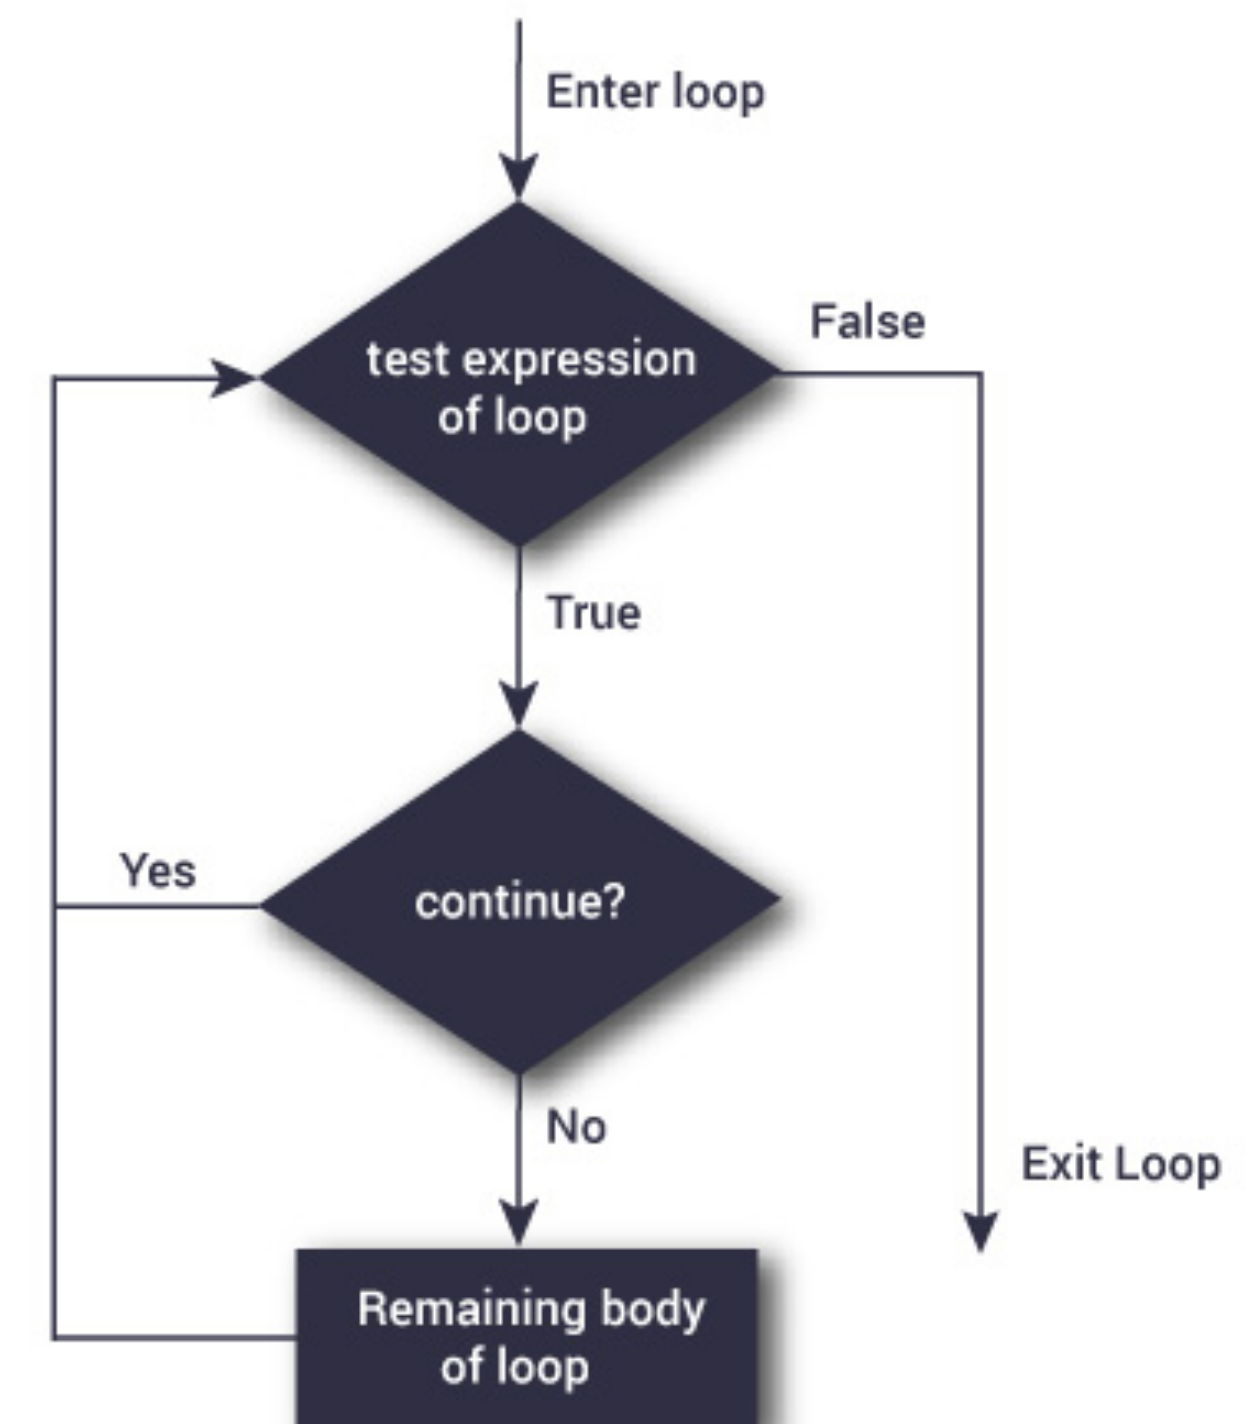 Enter loop
False
test expression
of loop
True
Yes
continue?
No
Exit Loop
Remaining body
of loop